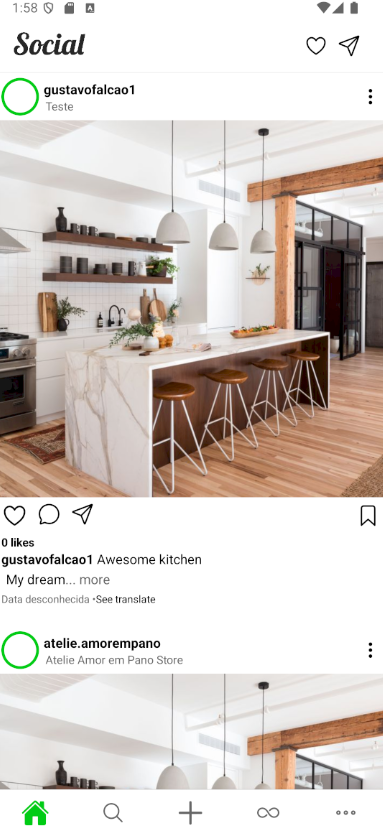 1:58
Social
gustavofalcao1
Teste
0 likes
gustavofalcao1 Awesome kitchen
My dream... more
Data desconhecida •See translate
atelie.amorempano
Atelie Amor em Pano Store